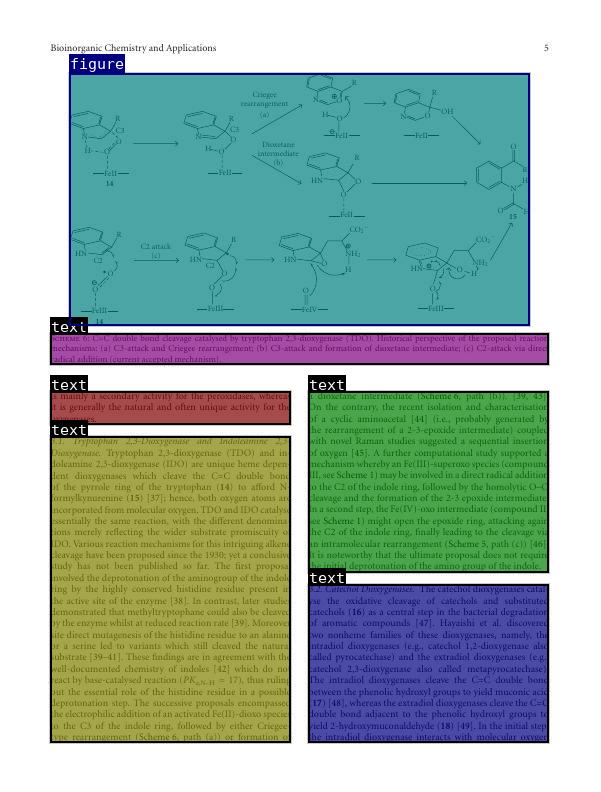 Bioinorganic Chemistry and Applications 5
figure
Criegee
rearrangement
(a)
Dioxetane
intermediate
(b)
C2 attack
(c)
14
15
14
text
SCHEME 6: C=C double bond cleavage catalysed by tryptophan 2,3-dioxygenase (TDO). Historical perspective of the proposed reaction
mechanisms: (a) C3-attack and Criegee rearrangement; (b) C3-attack and formation of dioxetane intermediate; (c) C2-attack via direct
radical addition (current accepted mechanism).
text
is mainly a secondary activity for the peroxidases, whereas
it is generally the natural and often unique activity for the
text
3.1. Tryptophan 2,3-Dioxygenase and Indoleamine 2,3-
Dioxygenase. Tryptophan 2,3-dioxygenase (TDO) and in-
doleamine 2,3-dioxygenase (IDO) are unique heme depen-
dent dioxygenases which cleave the C=C double bond
of the pyrrole ring of the tryptophan (14) to afford N-
formylkynurenine (15) [37]; hence, both oxygen atoms are
incorporated from molecular oxygen. TDO and IDO catalyse
essentially the same reaction, with the different denomina-
tions merely reflecting the wider substrate promiscuity of
IDO. Various reaction mechanisms for this intriguing alkene
cleavage have been proposed since the 1930; yet a conclusive
study has not been published so far. The first proposal
involved the deprotonation of the aminogroup of the indole
ring by the highly conserved histidine residue present in
the active site of the enzyme [38]. In contrast, later studies
demonstrated that methyltryptophane could also be cleaved
by the enzyme whilst at reduced reaction rate [39]. Moreover
site direct mutagenesis of the histidine residue to an alanine
or a serine led to variants which still cleaved the natural
substrate [39–41]. These findings are in agreement with the
well-documented chemistry of indoles [42] which do not
react by base-catalysed reaction (PKa,N–H = 17), thus ruling
out the essential role of the histidine residue in a possible
deprotonation step. The successive proposals encompassed
the electrophilic addition of an activated Fe(II)-dioxo species
to the C3 of the indole ring, followed by either Criegee-
type rearrangement (Scheme 6, path (a)) or formation of
text
a dioxetane intermediate (Scheme 6, path (b)). [39, 43]
On the contrary, the recent isolation and characterisation
of a cyclic aminoacetal [44] (i.e., probably generated by
the rearrangement of a 2-3-epoxide intermediate) coupled
with novel Raman studies suggested a sequential insertion
of oxygen [45]. A further computational study supported a
mechanism whereby an Fe(III)-superoxo species (compound
III, see Scheme 1) may be involved in a direct radical addition
to the C2 of the indole ring, followed by the homolytic O–O
cleavage and the formation of the 2-3 epoxide intermediate.
In a second step, the Fe(IV)-oxo intermediate (compound II,
see Scheme 1) might open the epoxide ring, attacking again
the C2 of the indole ring, finally leading to the cleavage via
an intramolecular rearrangement (Scheme 5, path (c)) [46].
It is noteworthy that the ultimate proposal does not require
the initial deprotonation of the amino group of the indole.
text
3.2. Catechol Dioxygenases. The catechol dioxygenases catal-
yse the oxidative cleavage of catechols and substituted
catechols (16) as a central step in the bacterial degradation
of aromatic compounds [47]. Hayaishi et al. discovered
two nonheme families of these dioxygenases, namely, the
intradiol dioxygenases (e.g., catechol 1,2-dioxygenase also
called pyrocatechase) and the extradiol dioxygenases (e.g.
catechol 2,3-dioxygenase also called metapyrocatechase).
The intradiol dioxygenases cleave the C=C double bond
between the phenolic hydroxyl groups to yield muconic acid
(17) [48], whereas the extradiol dioxygenases cleave the C=C
double bond adjacent to the phenolic hydroxyl groups to
yield 2-hydroxymuconaldehyde (18) [49]. In the initial step
the intradiol dioxygenase interacts with molecular oxygen